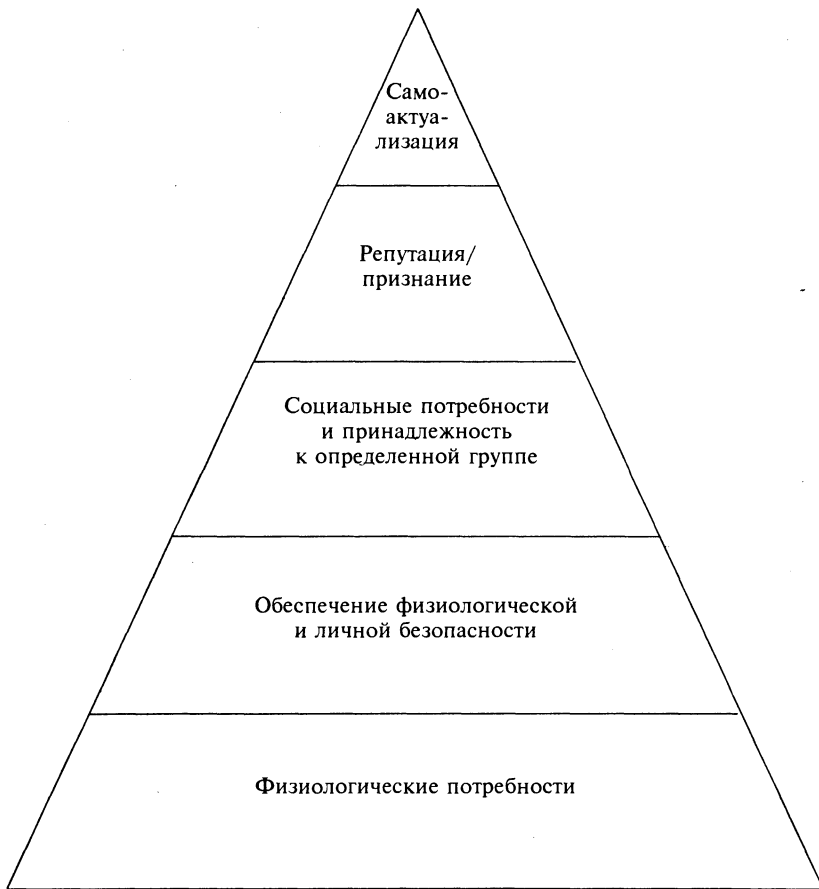 Само-
актуа-
лизация
Репутация/
признание
Социальные потребности
и принадлежность
к определенной группе
Обеспечение физиологической
и личной безопасности
Физиологические потребности